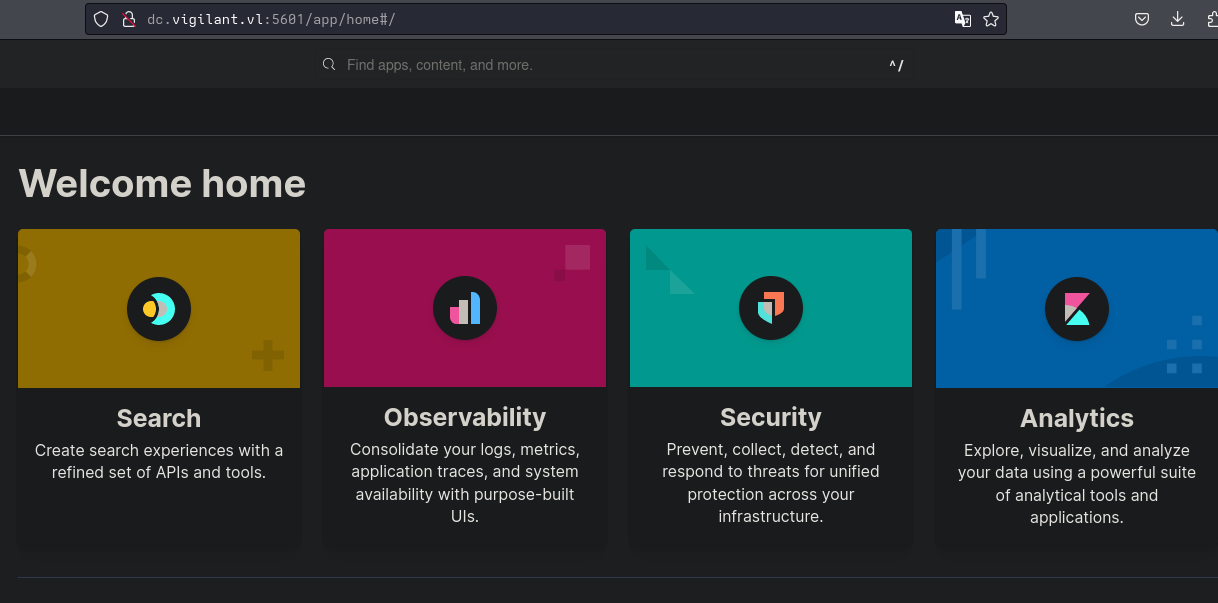 dc.vigilant.vl:5601/app/home#/
Find apps, content, and more.
^/
Welcome home
Search
Create search experiences with a
refined set of APIs and tools.
Observability
Consolidate your logs, metrics,
application traces, and system
availability with purpose-built
UIs.
Security
Prevent, collect, detect, and
respond to threats for unified
protection across your
infrastructure.
Analytics
Explore, visualize, and analyze
your data using a powerful suite
of analytical tools and
applications.